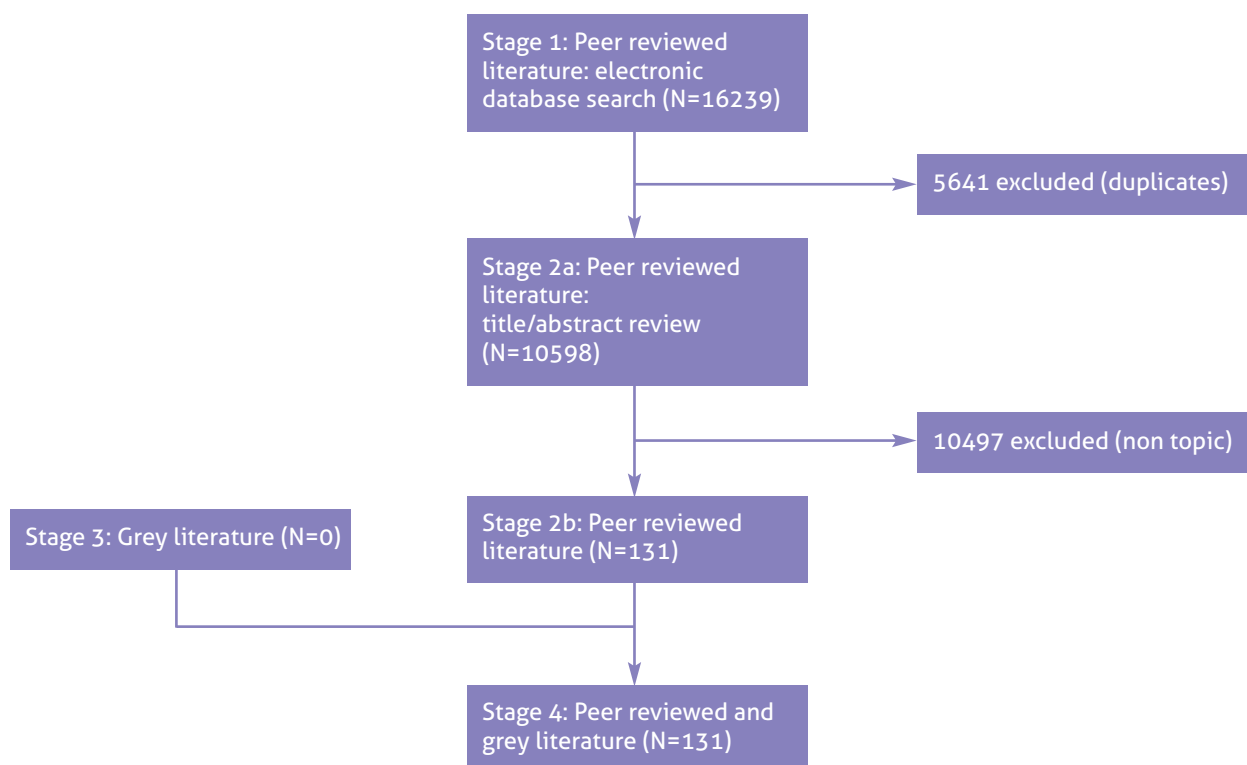 Stage 1: Peer reviewed
literature: electronic
database search (N=16239)
5641 excluded (duplicates)
Stage 2a: Peer reviewed
literature:
title/abstract review
(N=10598)
10497 excluded (non topic)
Stage 3: Grey literature (N=0)
Stage 2b: Peer reviewed
literature (N=131)
Stage 4: Peer reviewed and
grey literature (N=131)